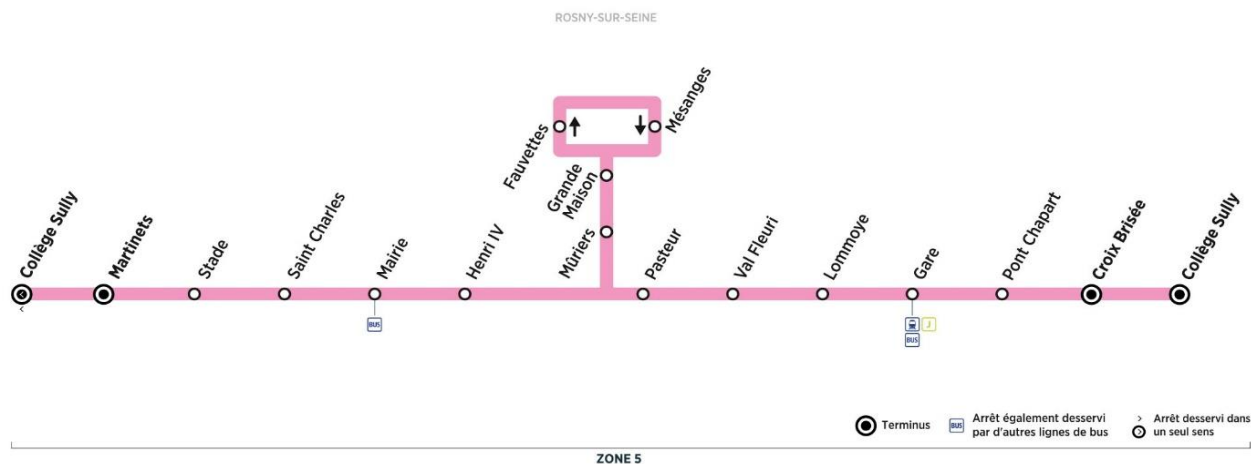 ROSNY-SUR-SEINE
Collège Sully
Martinets
Stade
Saint Charles
Mairie
BUS
Henri IV
Mûriers
Grande
Maison
Fauvettes
Mésanges
Pasteur
Val Fleuri
Lommoye
Gare
J
BUS
Pont Chapart
Croix Brisée
Collège Sully
Terminus
BUS
Arrêt également desservi
par d'autres lignes de bus
Arrêt desservi dans
un seul sens
ZONE 5